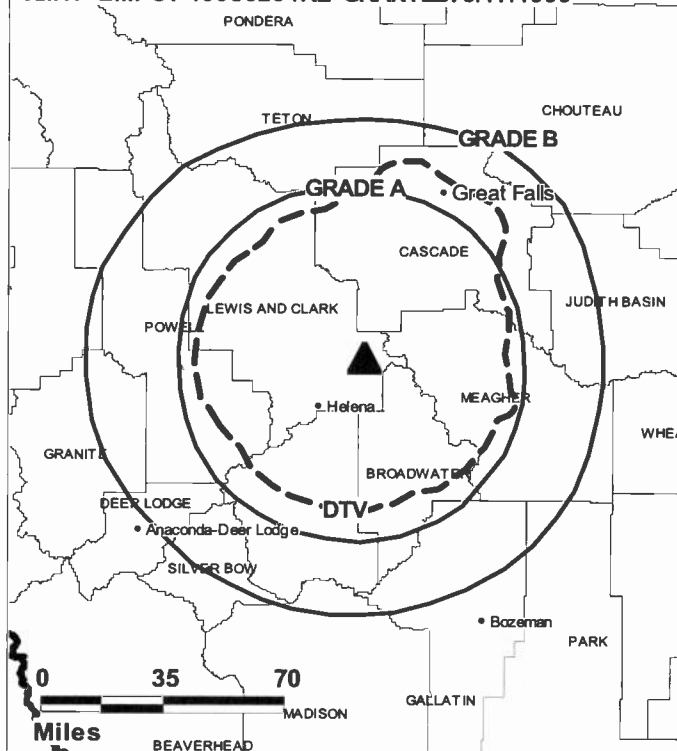 PONDERA
TETON
CHOUTEAU
GRADE B
GRADE A
Great Falls
CASCADE
LEWIS AND CLARK
JUDITH BASIN
POWELL
Helena
MEAGHER
WHEA
GRANITE
BROADWATER
DEER LODGE
DTV
Anaconda-Deer Lodge
SILVER BOW
Bozeman
PARK
0 35 70
GALLATIN
MADISON
Miles
BEAVERHEAD